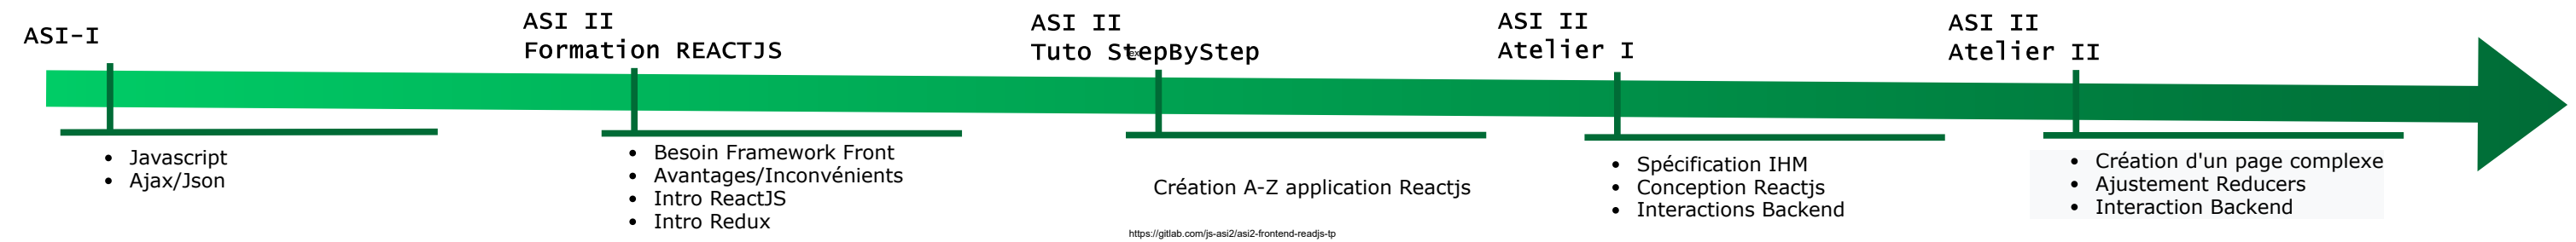 ASI-I
Javascript
Ajax/Json
ASI II
Formation REACTJS
Besoin Framework Front
Avantages/Inconvénients
Intro ReactJS
Intro Redux
ASI II
Tuto StepByStep
Création A-Z application Reactjs
https://gitlab.com/js-asi2/asi2-frontend-readjs-tp
ASI II
Atelier I
Spécification IHM
Conception Reactjs
Interactions Backend
ASI II
Atelier II
Création d'un page complexe
Ajustement Reducers
Interaction Backend